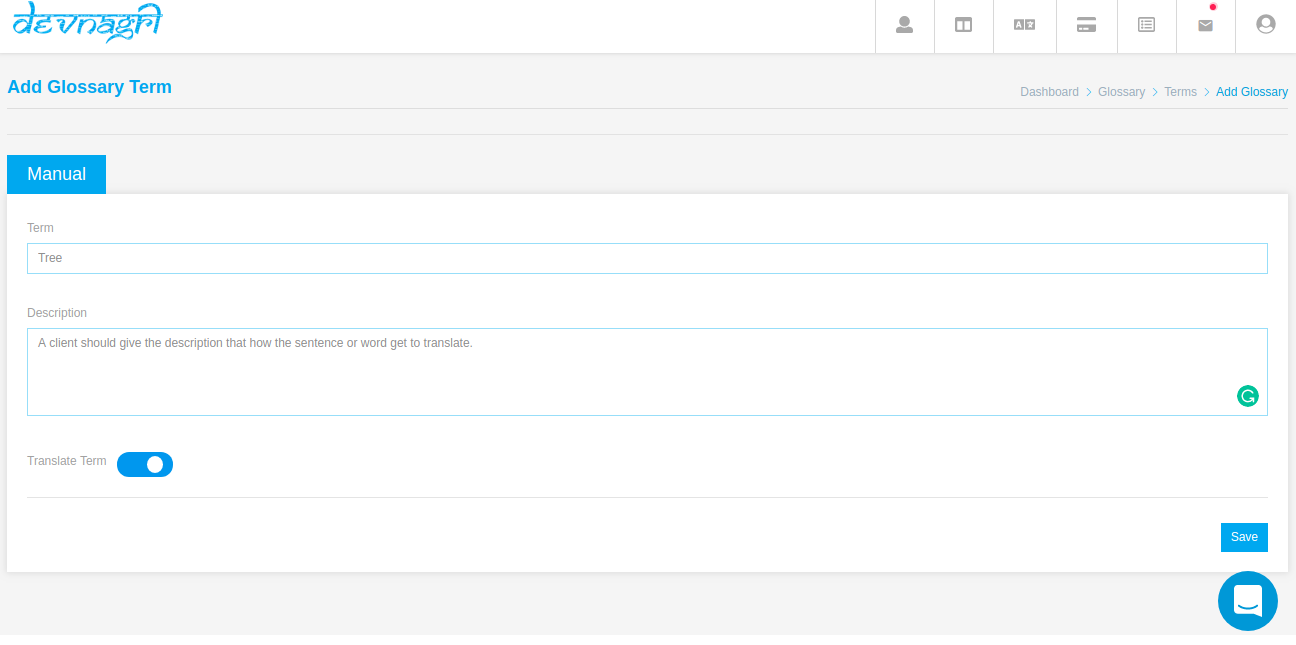 devnagri
Add Glossary Term
Dashboard > Glossary > Terms > Add Glossary
Manual
Term
Tree
Description
A client should give the description that how the sentence or word get to translate.
Translate Term
Save